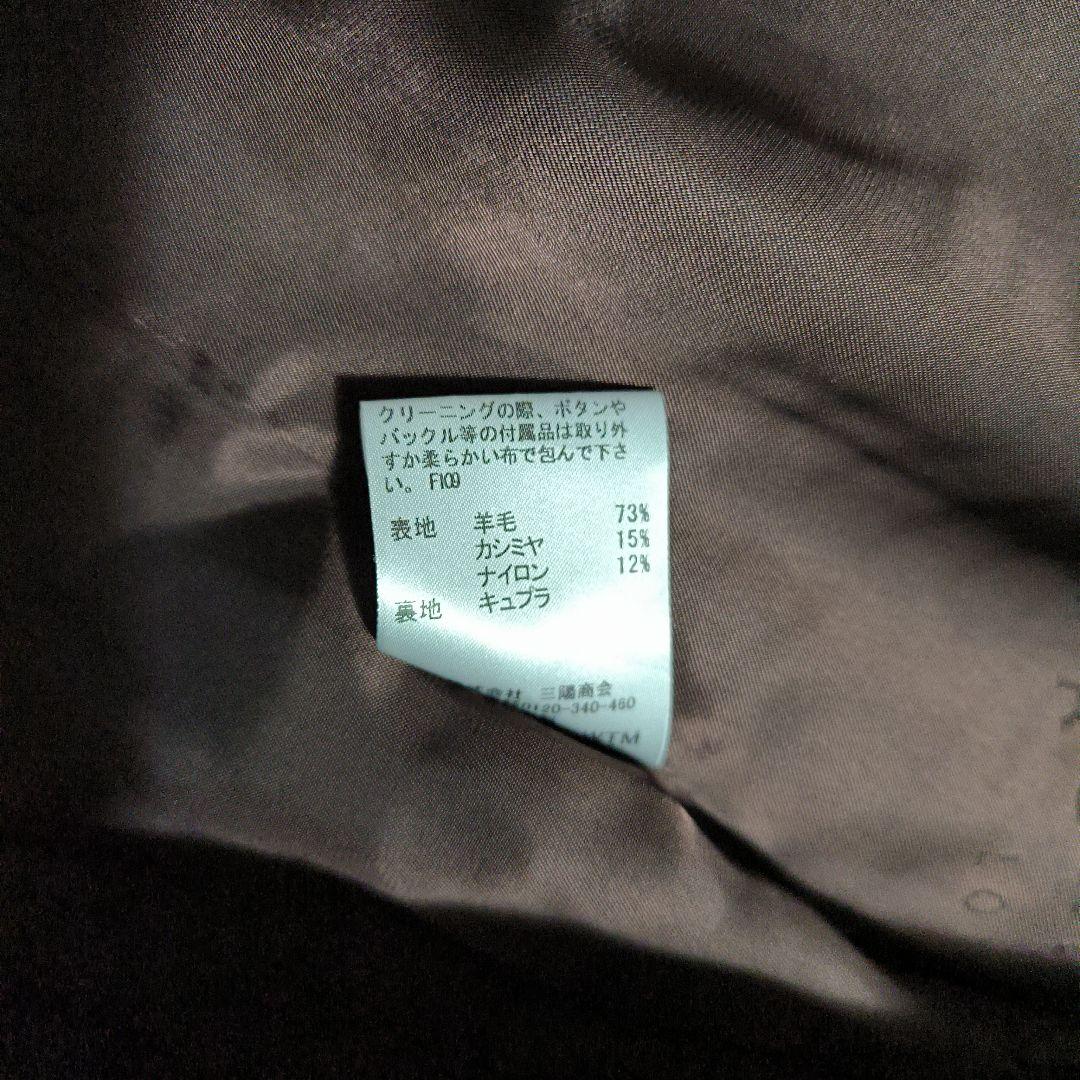 クリーニングの際、ボタンや
バックル等の付属品は取り外
すか柔らかい布で包んで下さ
い。 F109
表地 羊毛 73%
カシミヤ 15%
ナイロン 12%
裏地 キュプラ
三陽商会
0120-340-460
KTM